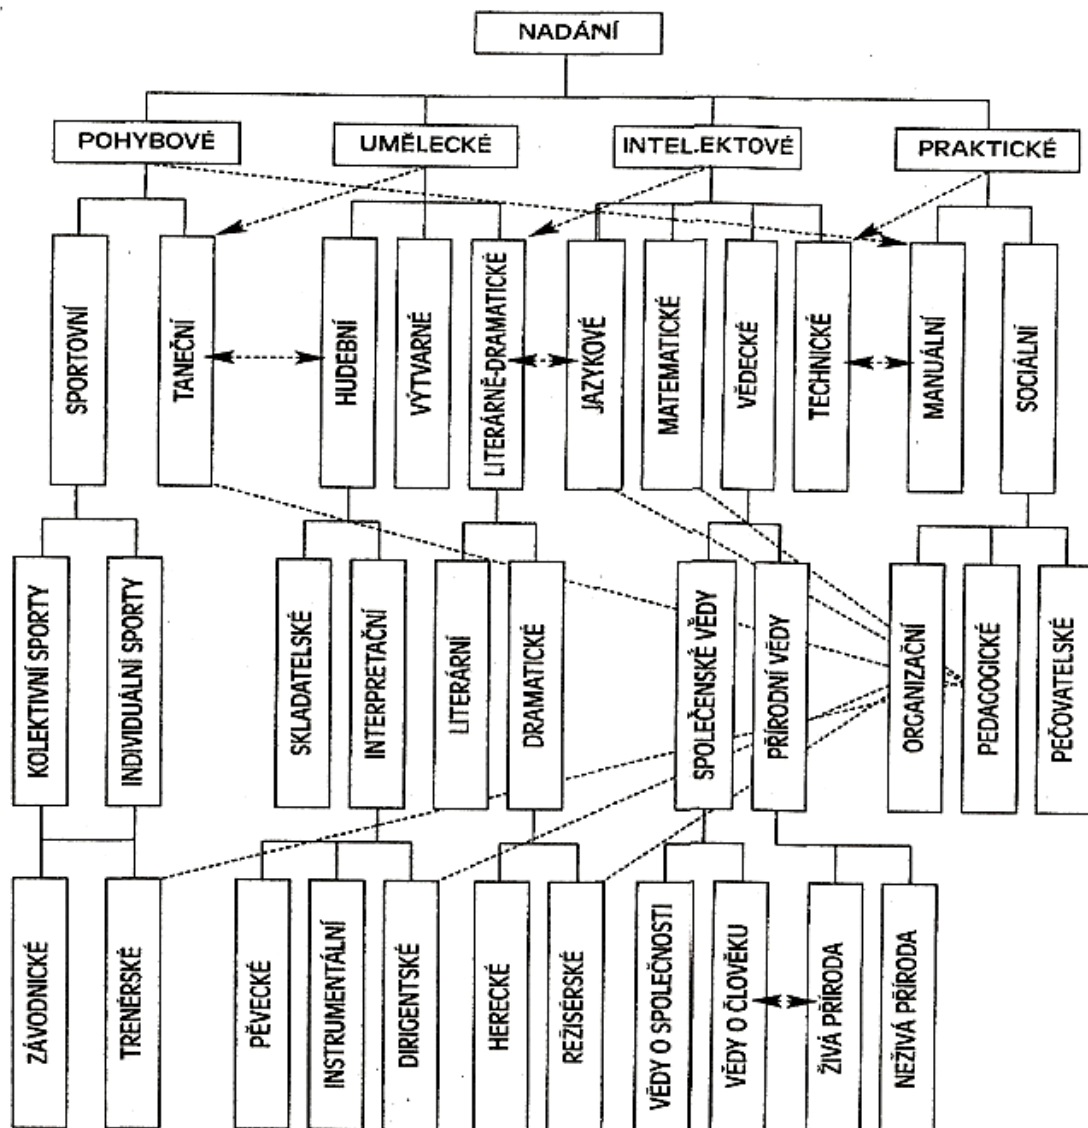 NADÁNÍ
POHYBOVÉ
UMĚLECKÉ
INTELEKTOVÉ
PRAKTICKÉ
SPORTOVNÍ
TANEČNÍ
HUDEBNÍ
VÝTVARNÉ
LITERÁRNĚ-DRAMATICKÉ
JAZYKOVÉ
MATEMATICKÉ
VĚDECKÉ
TECHNICKÉ
MANUÁLNÍ
SOCIÁLNÍ
KOLEKTIVNÍ SPORTY
INDIVIDUÁLNÍ SPORTY
SKLADATELSKÉ
INTERPRETAČNÍ
LITERÁRNÍ
DRAMATICKÉ
SPOLEČENSKÉ VĚDY
PŘÍRODNÍ VĚDY
ORGANIZAČNÍ
PEDAGOGICKÉ
PEČOVATELSKÉ
ZÁVODNICKÉ
TRENÉRSKÉ
PĚVECKÉ
INSTRUMENTÁLNÍ
DIRIGENTSKÉ
HERECKÉ
REŽISÉRSKÉ
VĚDY O SPOLEČNOSTI
VĚDY O ČLOVĚKU
ŽIVÁ PŘÍRODA
NEŽIVÁ PŘÍRODA